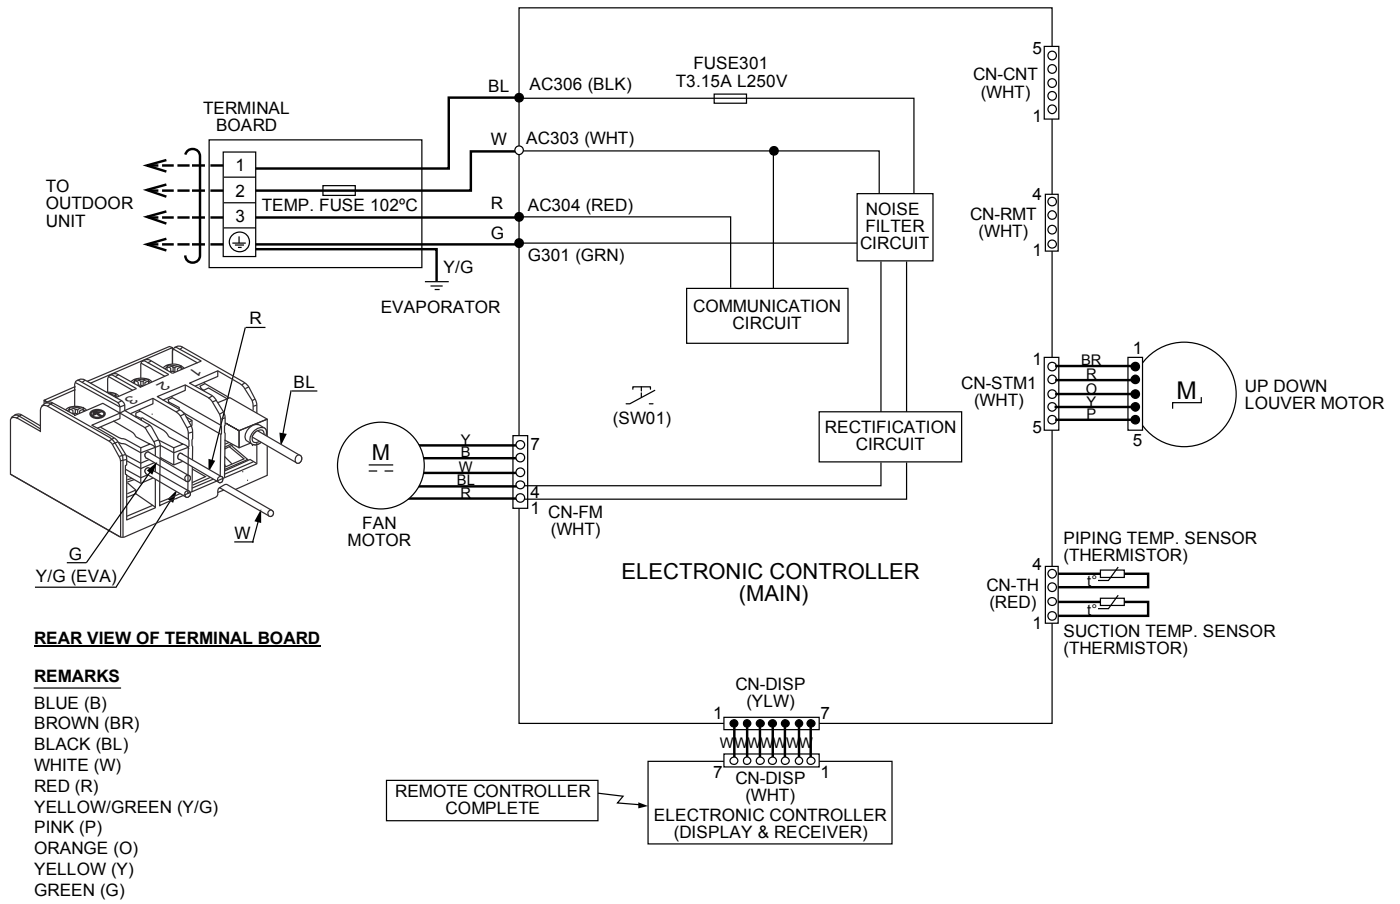 FUSE301
T3.15A L250V
BL
AC306 (BLK)
5
CN-CNT
(WHT)
1
TERMINAL
BOARD
W
AC303 (WHT)
1
2
TEMP. FUSE 102ºC
3
TO
OUTDOOR
UNIT
R
AC304 (RED)
G
G301 (GRN)
Y/G
EVAPORATOR
NOISE
FILTER
CIRCUIT
4
CN-RMT
(WHT)
1
COMMUNICATION
CIRCUIT
R
BL
1
2
3
G
Y/G (EVA)
W
(SW01)
1
CN-STM1
(WHT)
5
BR
R
O
Y
P
1
5
M
UP DOWN
LOUVER MOTOR
RECTIFICATION
CIRCUIT
M
FAN
MOTOR
Y
B
W
BL
R
7
4
1
CN-FM
(WHT)
ELECTRONIC CONTROLLER
(MAIN)
PIPING TEMP. SENSOR
(THERMISTOR)
4
CN-TH
(RED)
1
t°
t°
SUCTION TEMP. SENSOR
(THERMISTOR)
REAR VIEW OF TERMINAL BOARD
REMARKS
BLUE (B)
BROWN (BR)
BLACK (BL)
WHITE (W)
RED (R)
YELLOW/GREEN (Y/G)
PINK (P)
ORANGE (O)
YELLOW (Y)
GREEN (G)
CN-DISP
(YLW)
1
7
WWWWWWW
7
1
CN-DISP
(WHT)
ELECTRONIC CONTROLLER
(DISPLAY & RECEIVER)
REMOTE CONTROLLER
COMPLETE